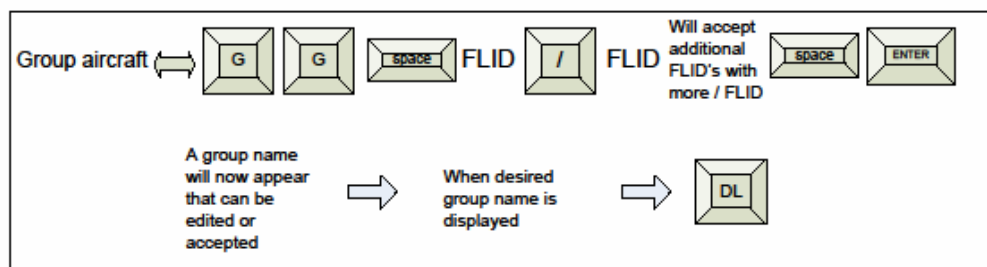 Group aircraft G G space FLID / FLID Will accept additional FLID's with more / FLID space ENTER
A group name
will now appear
that can be
edited or
accepted
When desired
group name is
displayed
DL